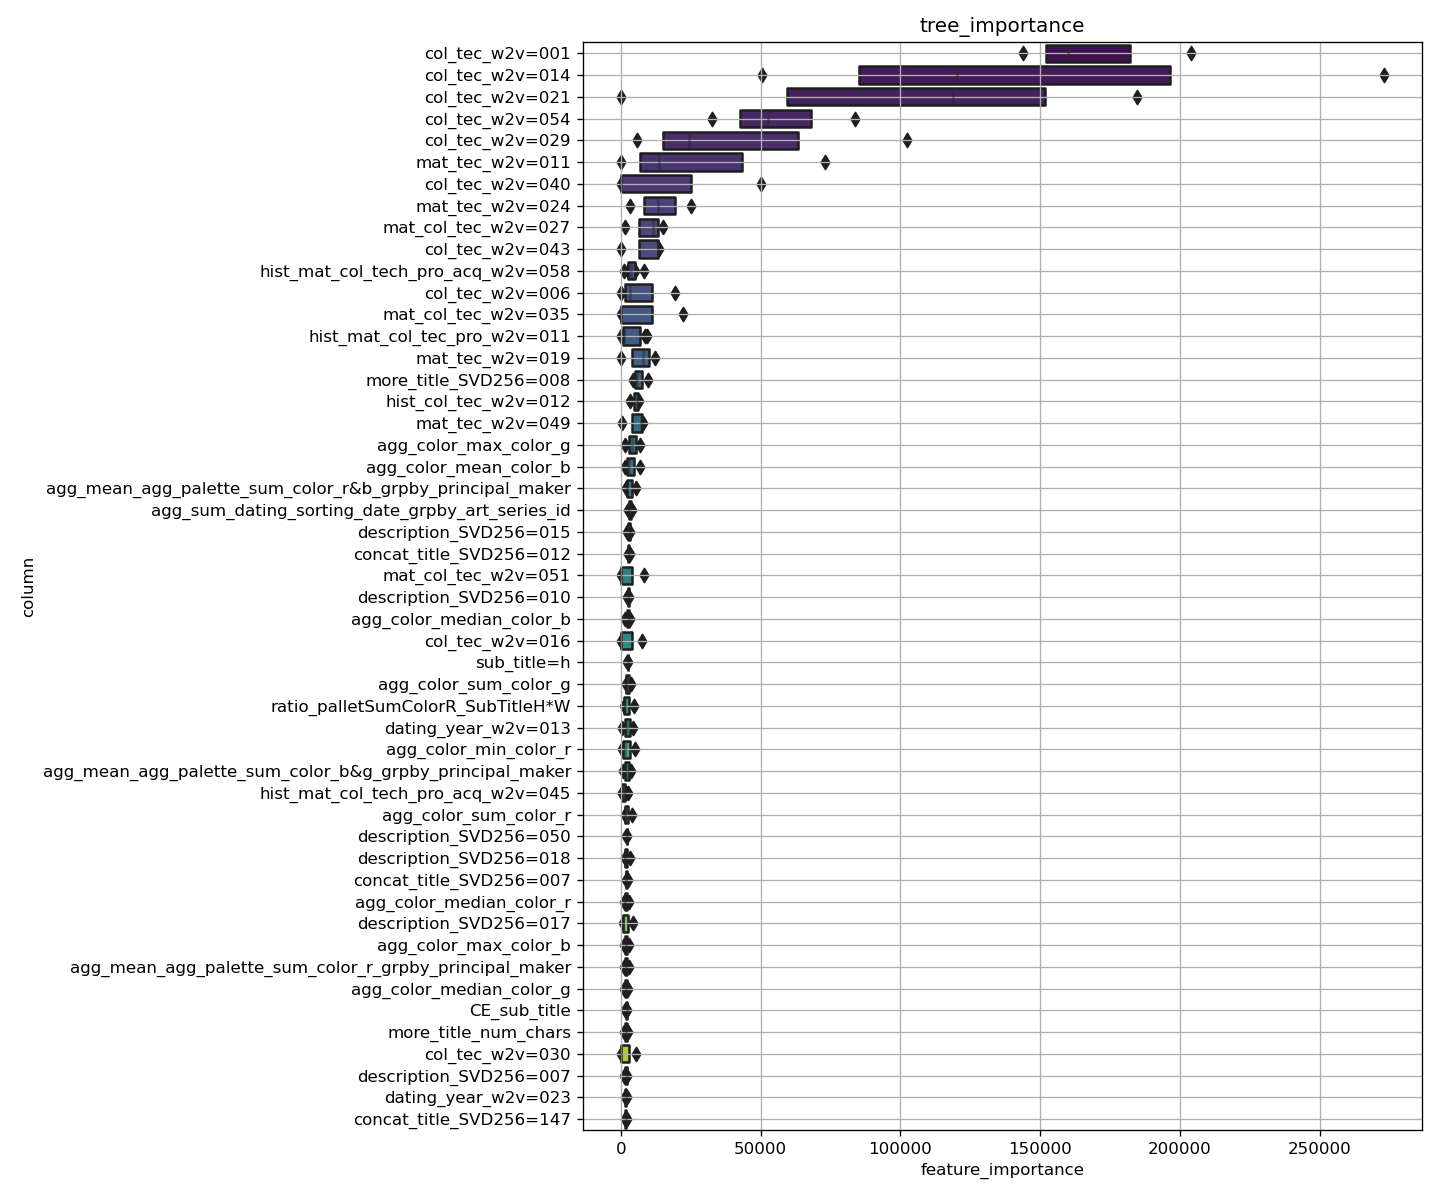 tree_importance
col_tec_w2v=001
col_tec_w2v=014
col_tec_w2v=021
col_tec_w2v=054
col_tec_w2v=029
mat_tec_w2v=011
col_tec_w2v=040
mat_tec_w2v=024
mat_col_tec_w2v=027
col_tec_w2v=043
hist_mat_col_tech_pro_acq_w2v=058
col_tec_w2v=006
mat_col_tec_w2v=035
hist_mat_col_tec_pro_w2v=011
mat_tec_w2v=019
more_title_SVD256=008
hist_col_tec_w2v=012
mat_tec_w2v=049
agg_color_max_color_g
agg_color_mean_color_b
agg_mean_agg_palette_sum_color_r&b_grpby_principal_maker
agg_sum_dating_sorting_date_grpby_art_series_id
description_SVD256=015
concat_title_SVD256=012
mat_col_tec_w2v=051
description_SVD256=010
agg_color_median_color_b
col_tec_w2v=016
sub_title=h
agg_color_sum_color_g
ratio_palletSumColorR_SubTitleH*W
dating_year_w2v=013
agg_color_min_color_r
agg_mean_agg_palette_sum_color_b&g_grpby_principal_maker
hist_mat_col_tech_pro_acq_w2v=045
agg_color_sum_color_r
description_SVD256=050
description_SVD256=018
concat_title_SVD256=007
agg_color_median_color_r
description_SVD256=017
agg_color_max_color_b
agg_mean_agg_palette_sum_color_r_grpby_principal_maker
agg_color_median_color_g
CE_sub_title
more_title_num_chars
col_tec_w2v=030
description_SVD256=007
dating_year_w2v=023
concat_title_SVD256=147
column
0 50000 100000 150000 200000 250000
feature_importance